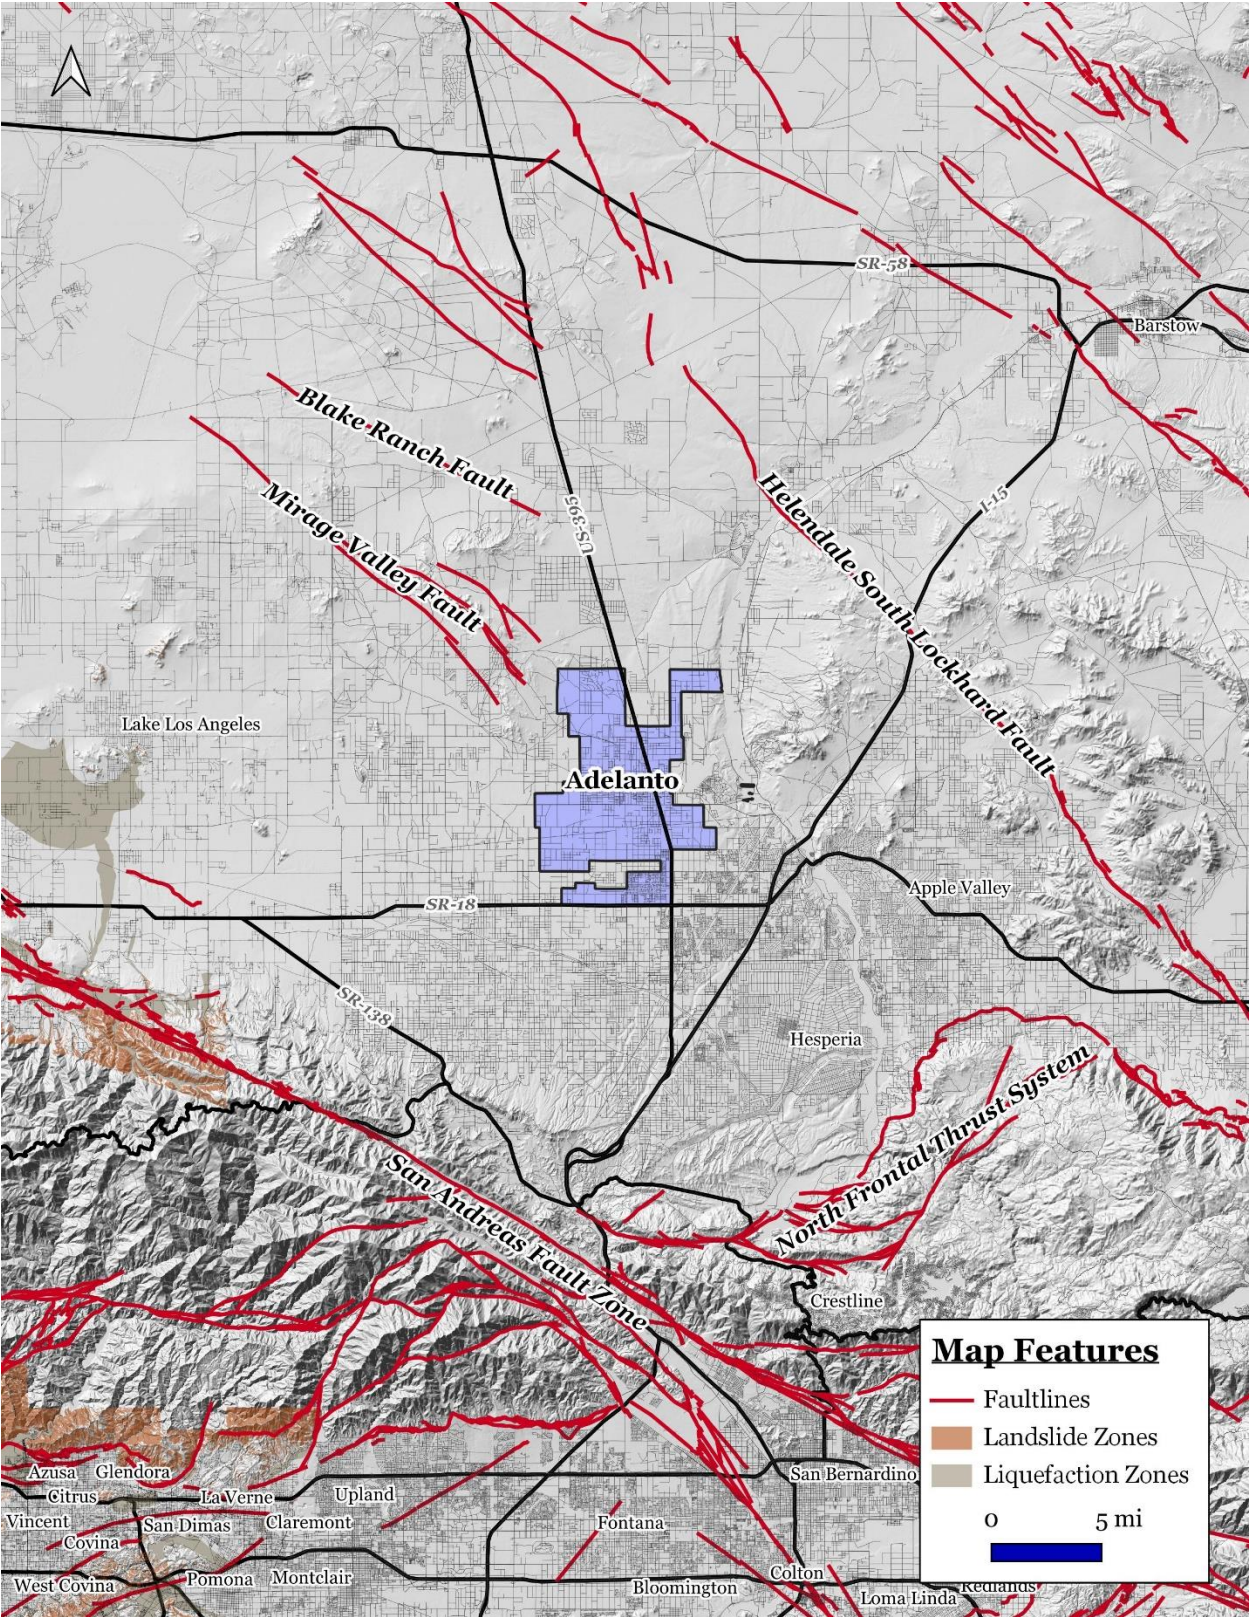 SR-58
Barstow
Blake Ranch Fault
Mirage Valley Fault
US-395
I-15
Helendale South Lockhard Fault
Lake Los Angeles
Adelanto
SR-18
Apple Valley
SR-138
Hesperia
North Frontal Thrust System
San Andreas Fault Zone
Crestline
Map Features
Faultlines
Landslide Zones
Liquefaction Zones
0 5 mi
Azusa
Glendora
San Bernardino
Citrus
La Verne
Upland
Vincent
San Dimas
Claremont
Fontana
Covina
West Covina
Pomona
Montclair
Bloomington
Colton
Loma Linda
Redlands